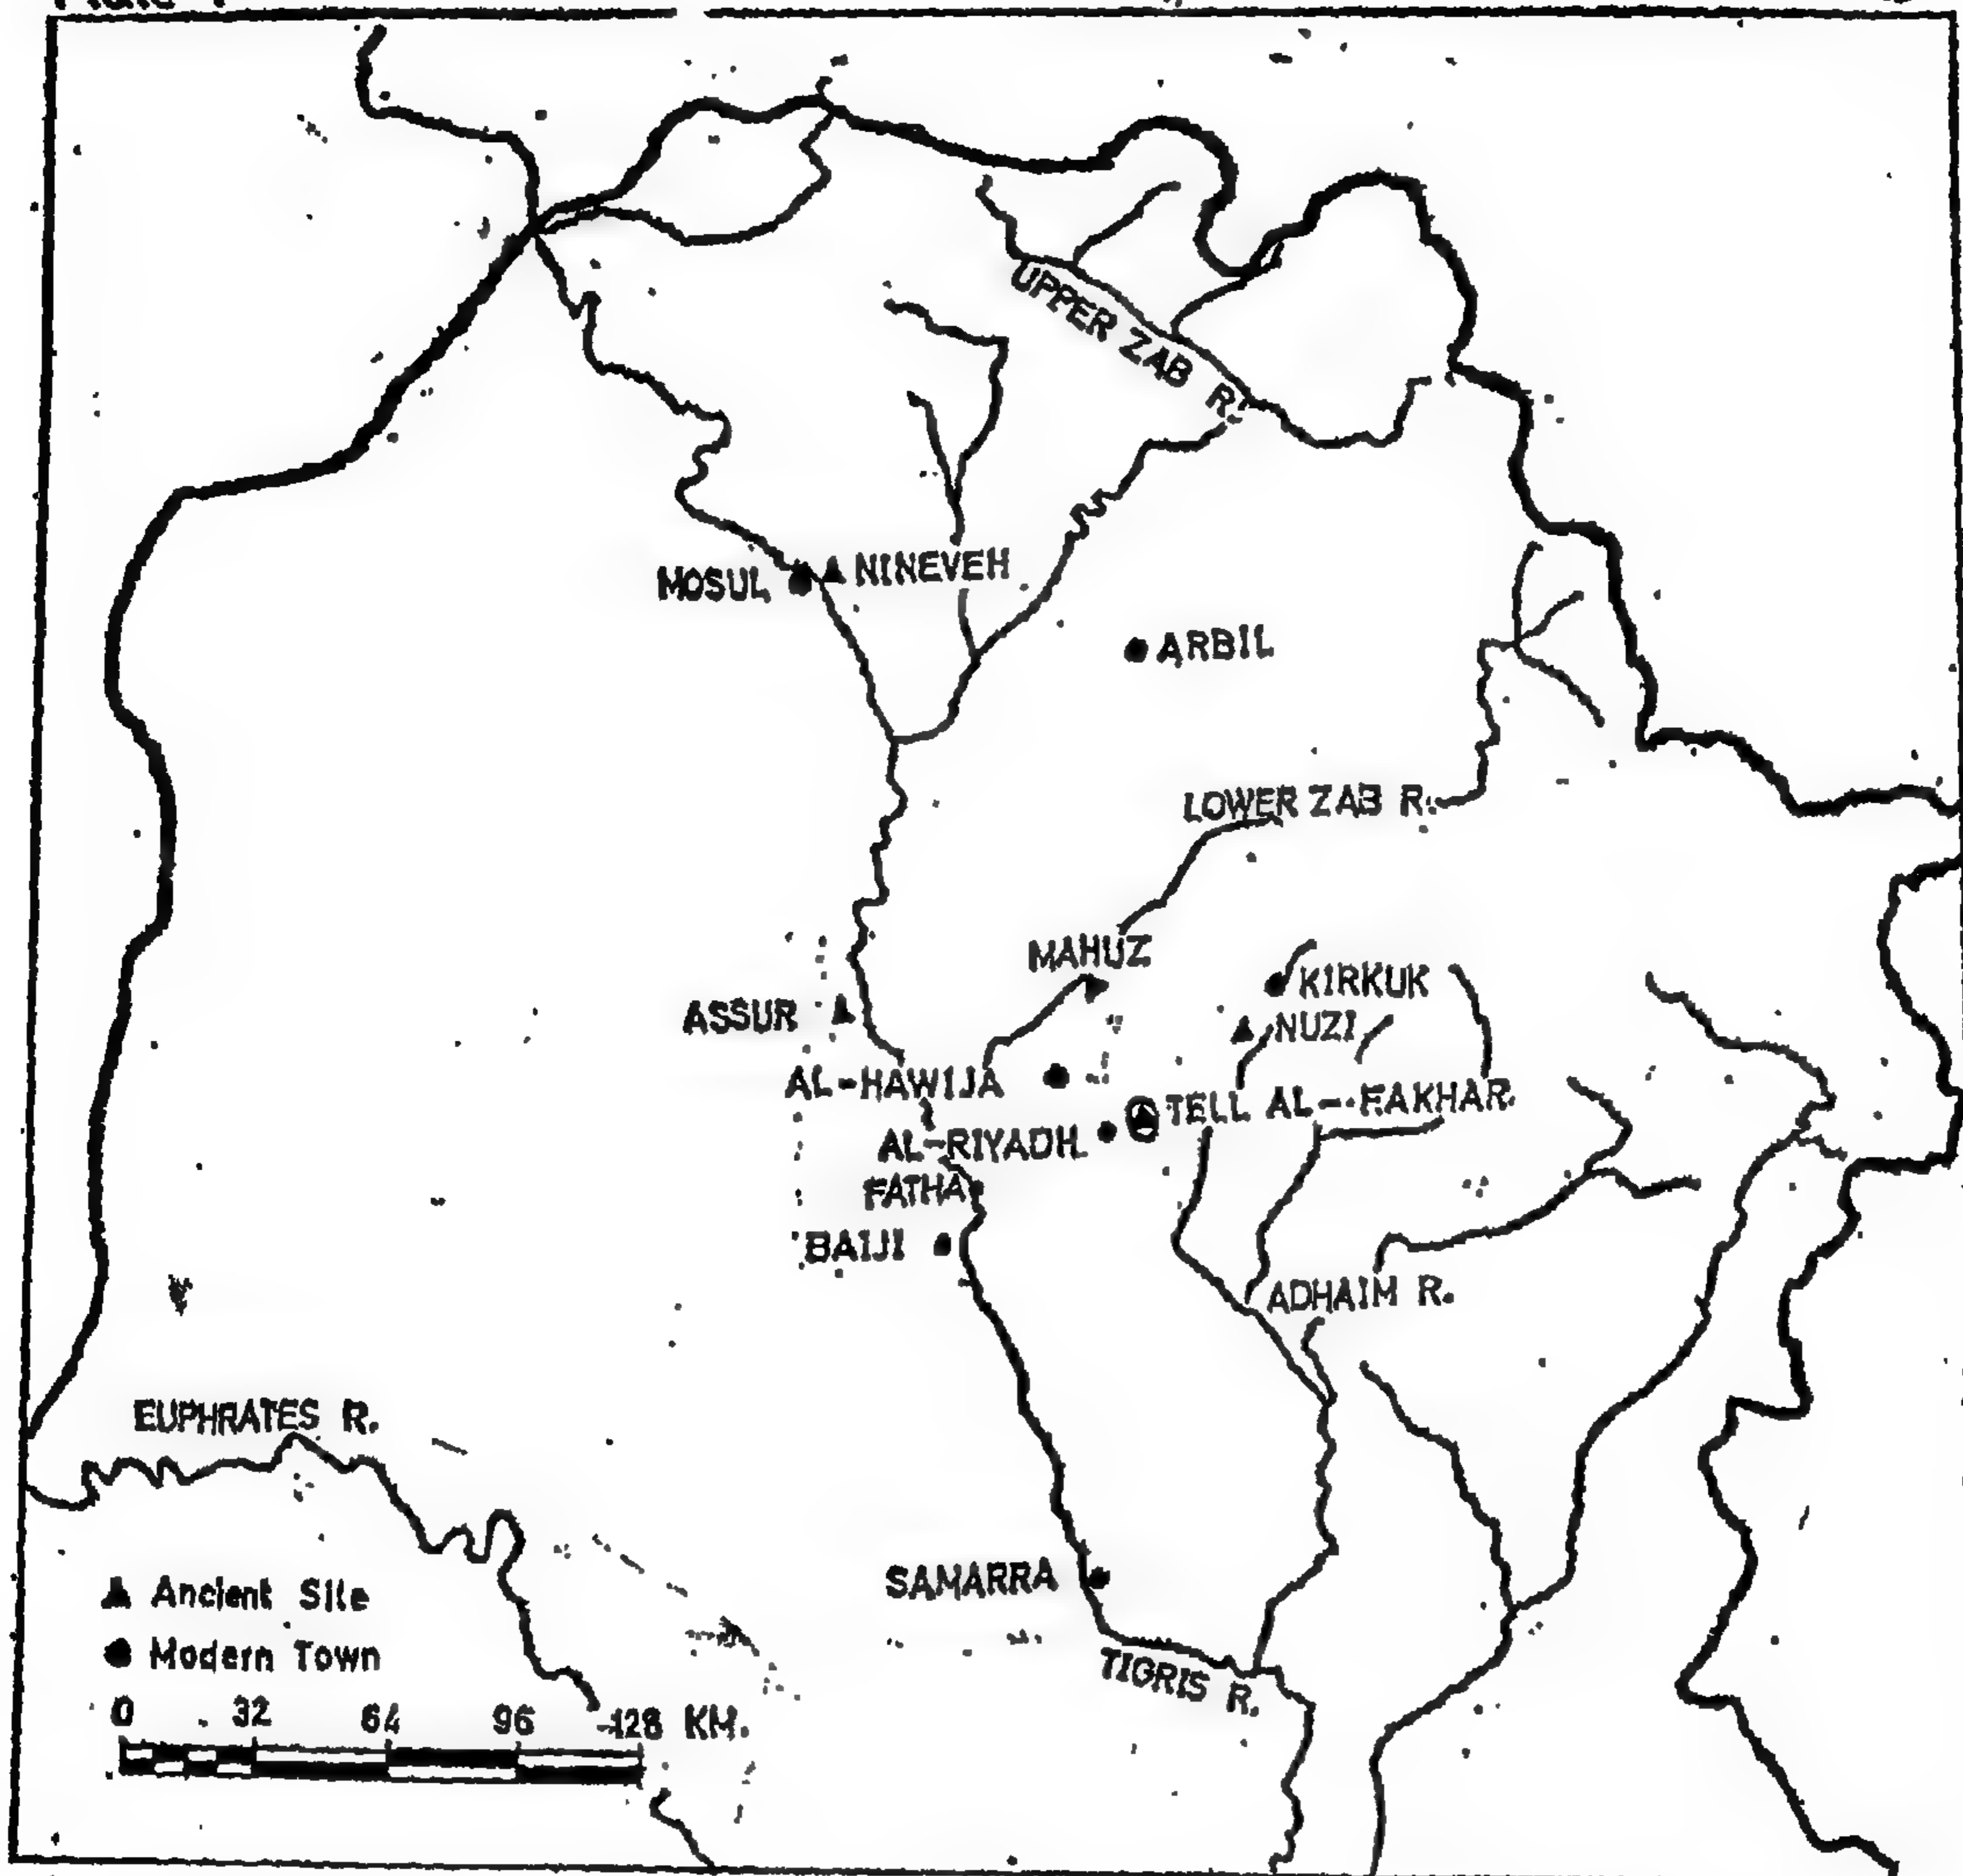 UPPER ZAB R.
MOSUL
NINEVEH
ARBIL
LOWER ZAB R.
MAHUZ
KIRKUK
ASSUR
NUZI
AL-HAWIJA
TELL AL-FAKHAR
AL-RIYADH
FATHA
BAIJI
ADHAIM R.
EUPHRATES R.
SAMARRA
TIGRIS R.
Ancient Site
Modern Town
0 32 64 96 128 KM.